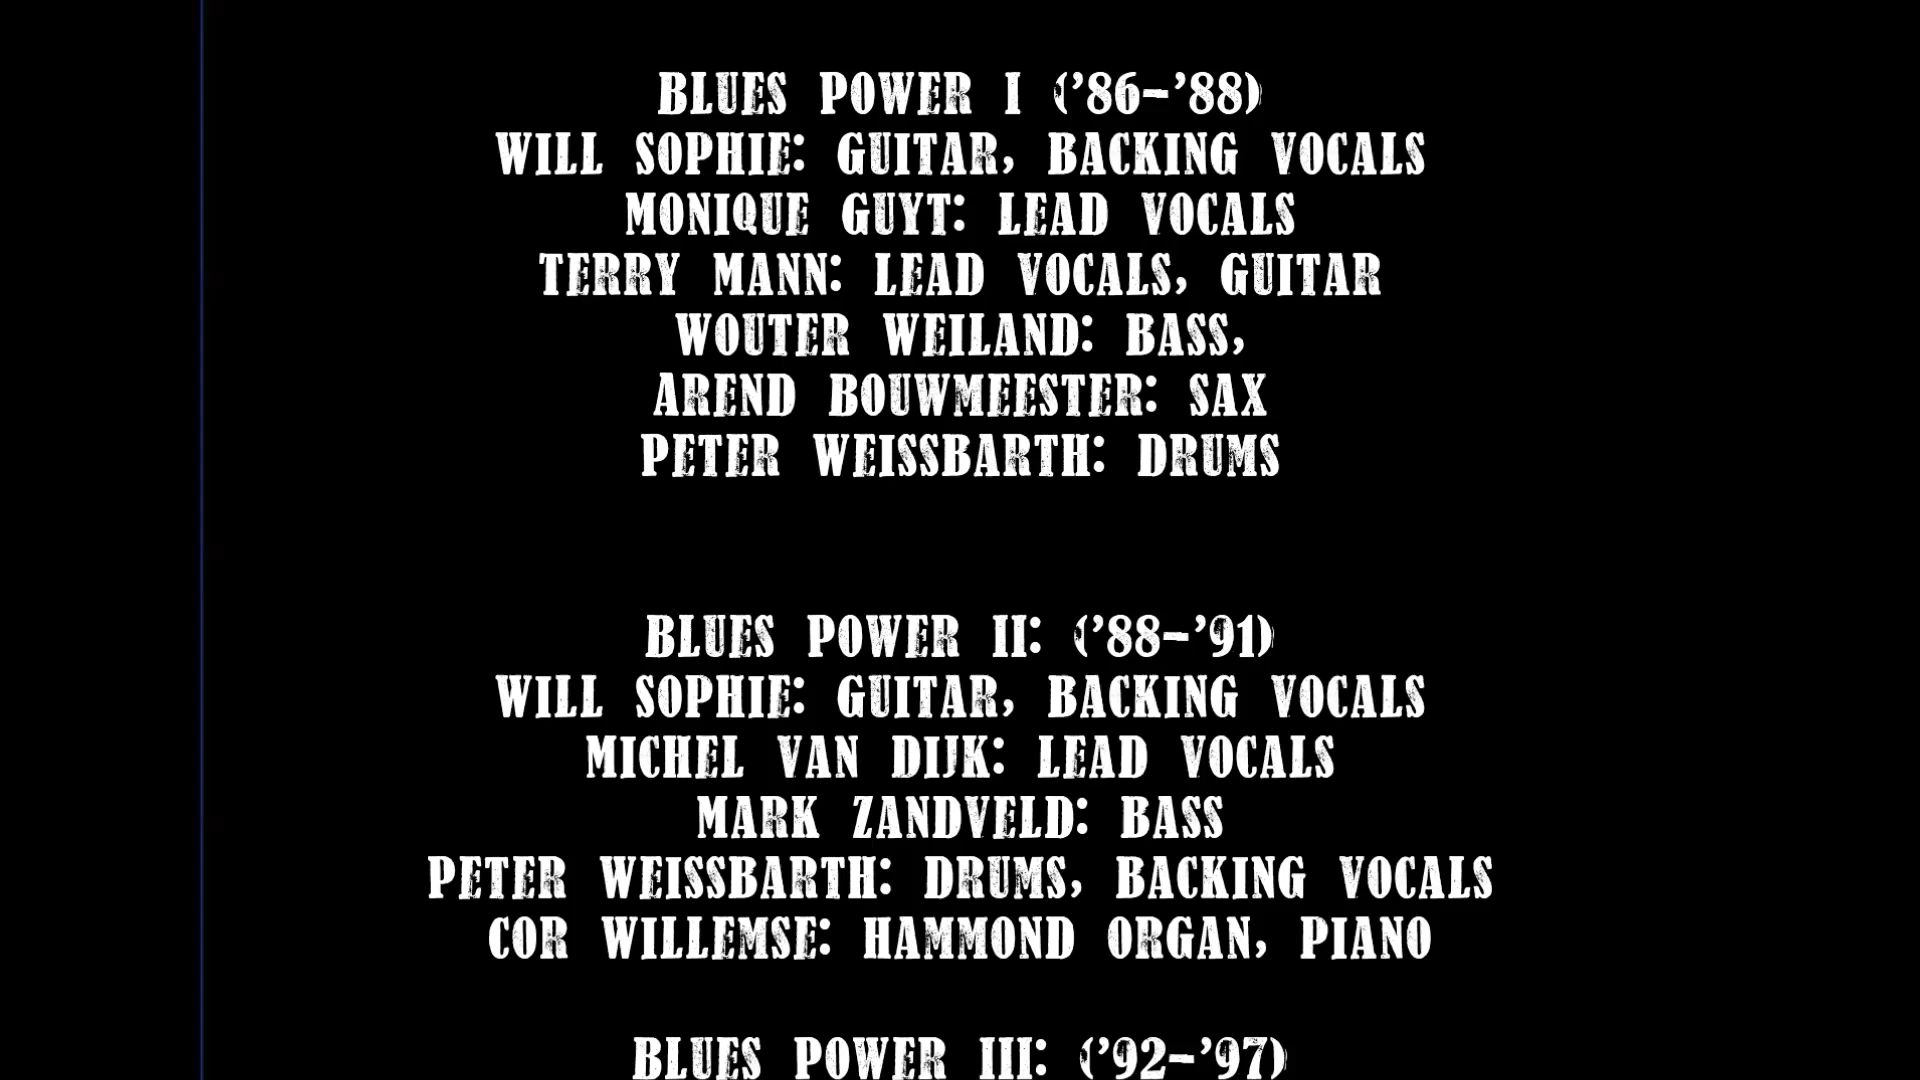 BLUES POWER I ('86-'88)
WILL SOPHIE: GUITAR, BACKING VOCALS
MONIQUE GUYT: LEAD VOCALS
TERRY MANN: LEAD VOCALS, GUITAR
WOUTER WEILAND: BASS,
AREND BOUWMEESTER: SAX
PETER WEISSBARTH: DRUMS
BLUES POWER II: ('88-'91)
WILL SOPHIE: GUITAR, BACKING VOCALS
MICHEL VAN DIJK: LEAD VOCALS
MARK ZANDVELD: BASS
PETER WEISSBARTH: DRUMS, BACKING VOCALS
COR WILLEMSE: HAMMOND ORGAN, PIANO
BLUES POWER III: ('92-'97)